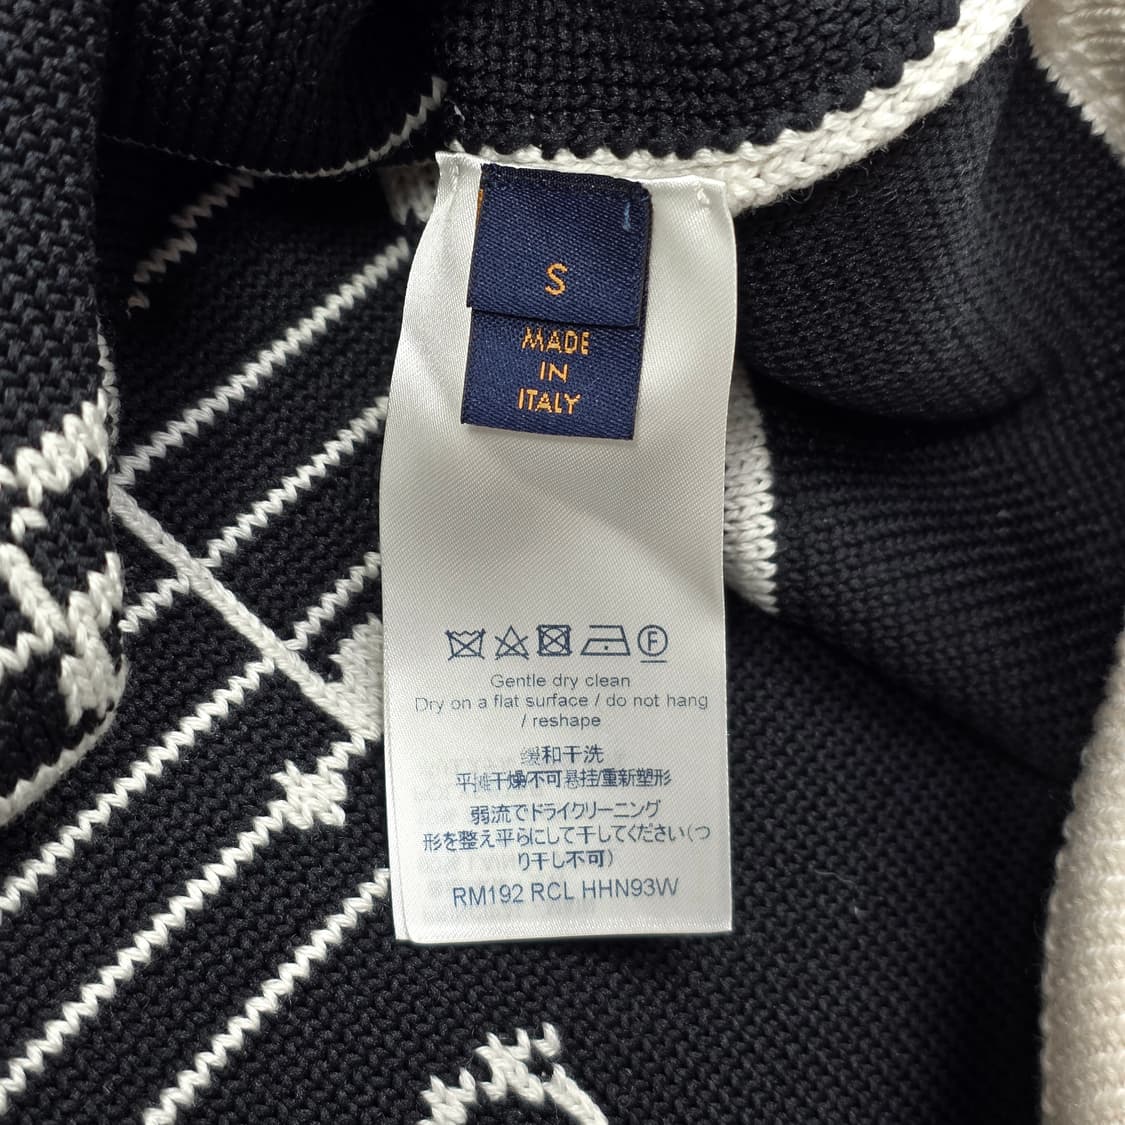 S
MADE
IN
ITALY
F
Gentle dry clean
Dry on a flat surface / do not hang
/ reshape
缓和干洗
平摊干燥不可悬挂/重新塑形
弱流でドライクリーニング
形を整え平らにして干してください(つ
り干し不可)
RM192 RCL HHN93W